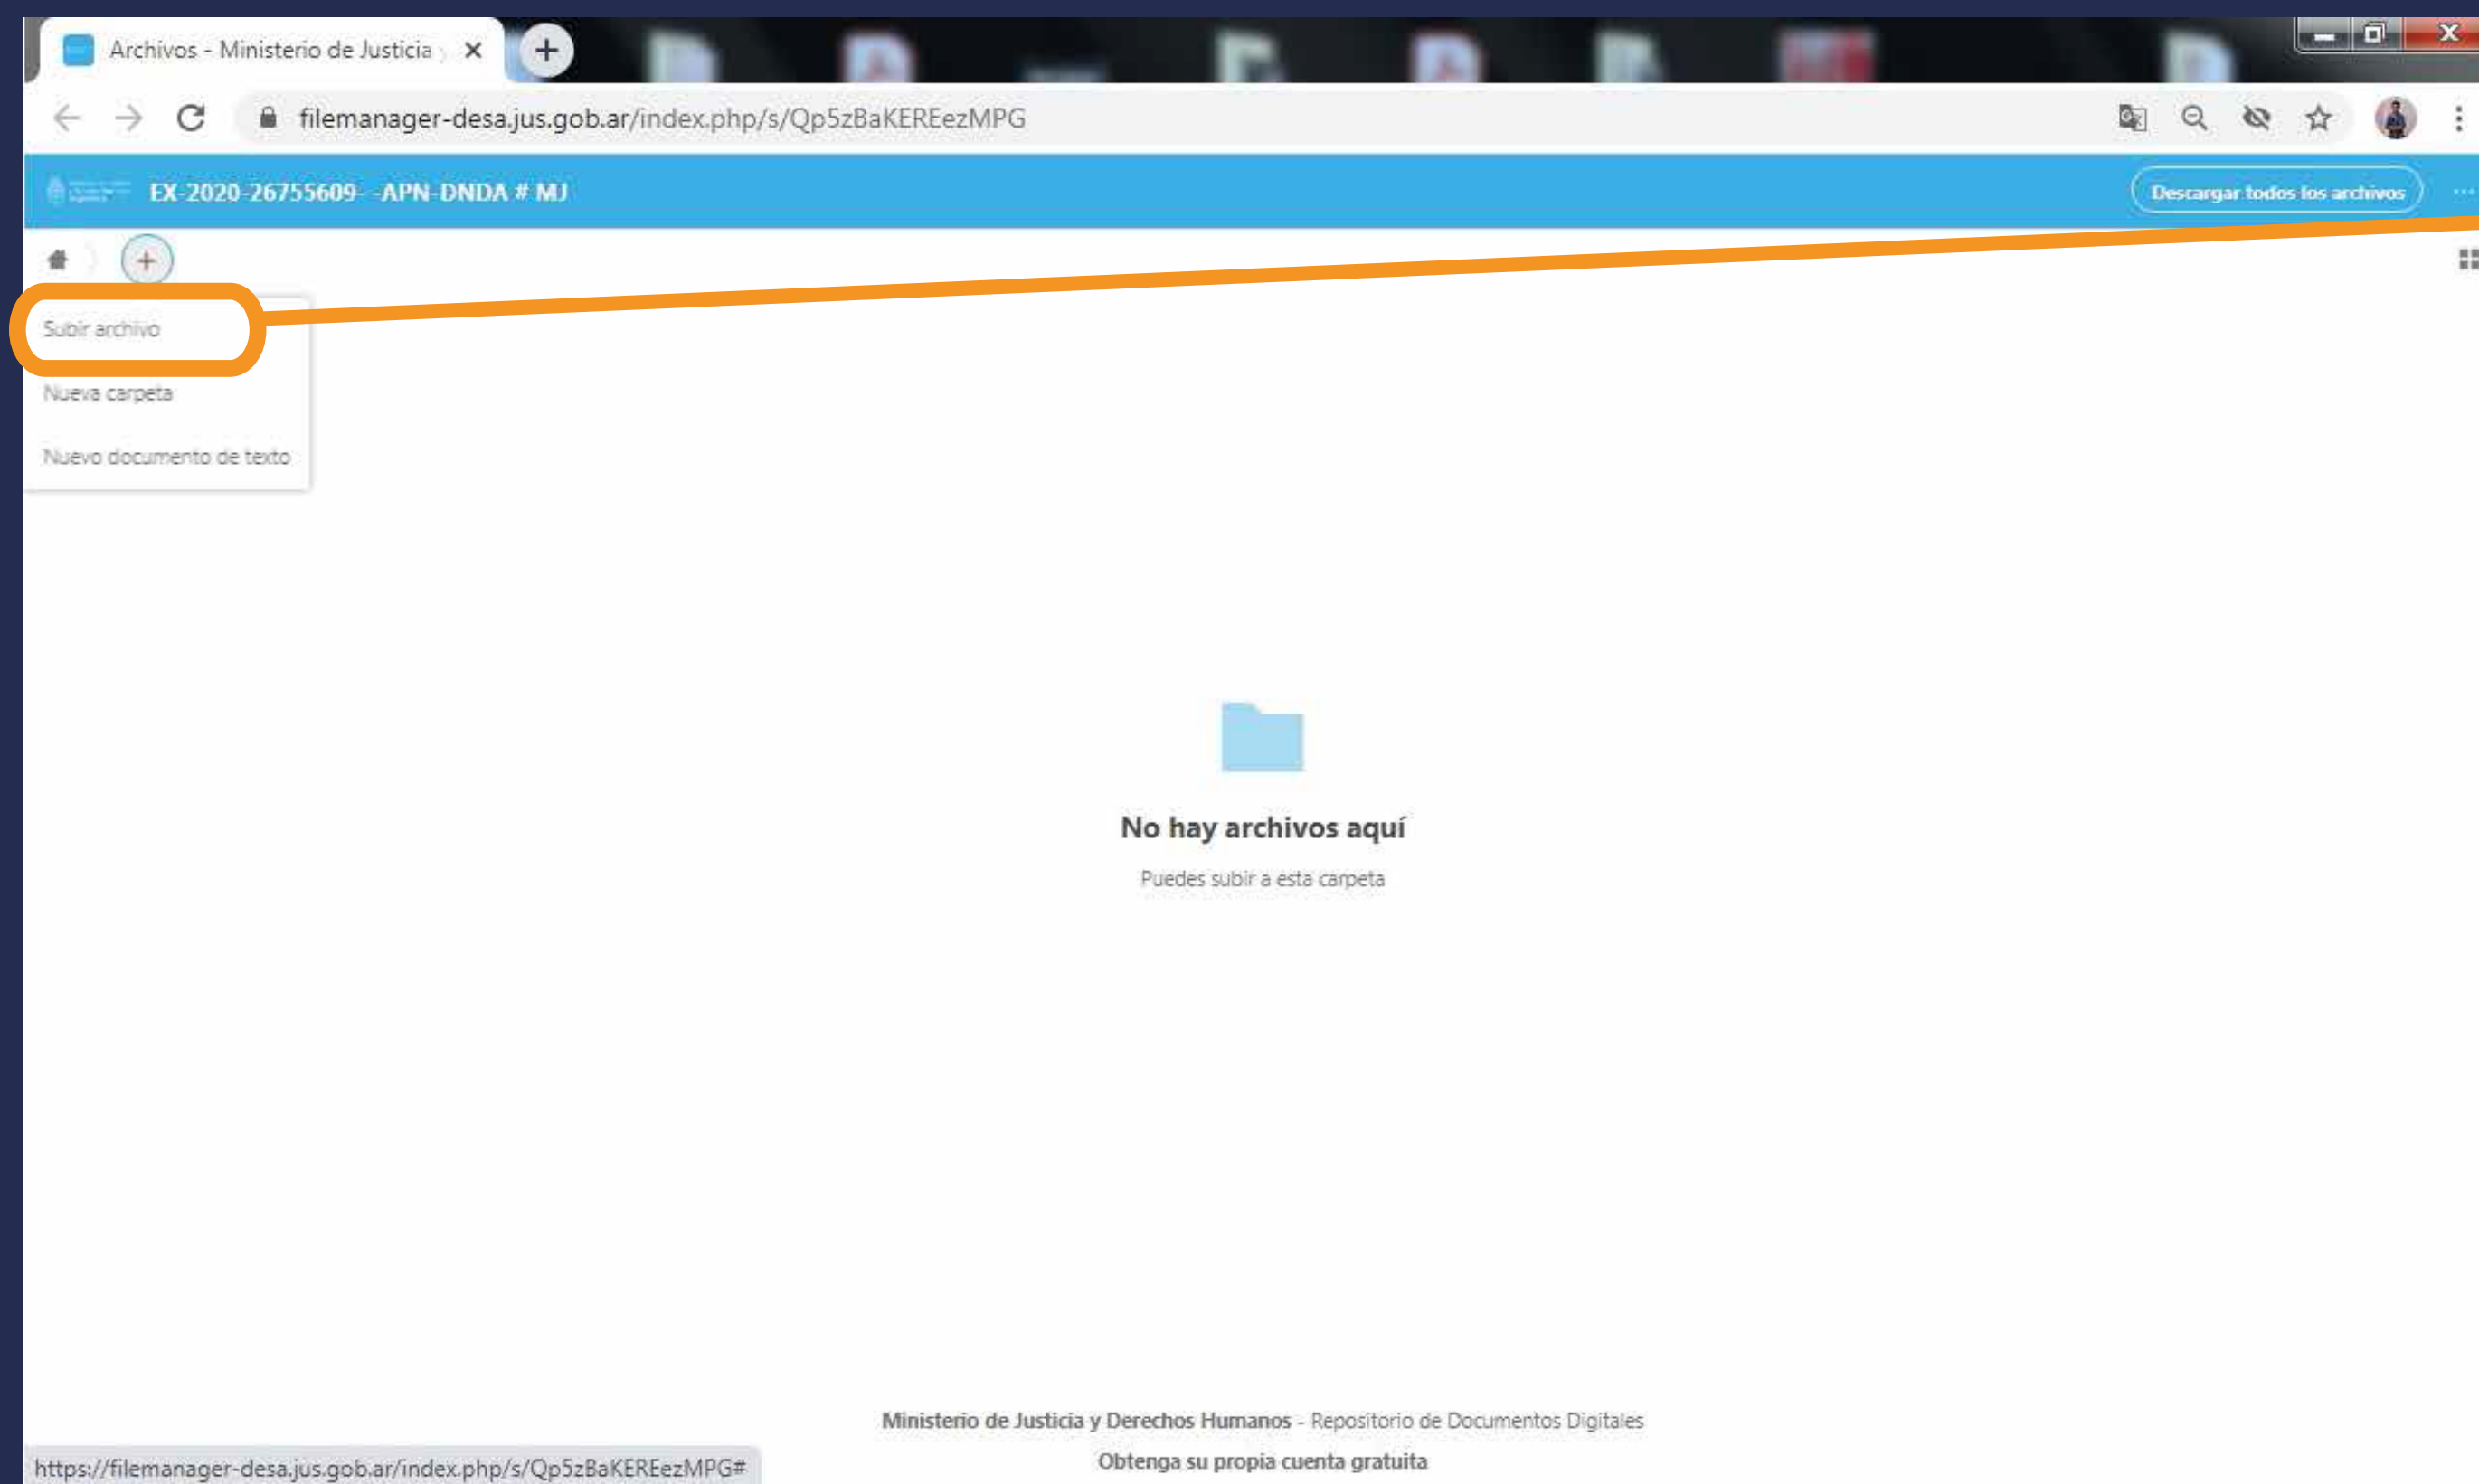 Archivos - Ministerio de Justicia y
filemanager-desa.jus.gob.ar/index.php/s/Qp5zBaKEREezMPG
EX-2020-26755609- -APN-DNDA # MJ
Descargar todos los archivos
Subir archivo
Nueva carpeta
Nuevo documento de texto
No hay archivos aquí
Puedes subir a esta carpeta
Ministerio de Justicia y Derechos Humanos - Repositorio de Documentos Digitales
Obtenga su propia cuenta gratuita
https://filemanager-desa.jus.gob.ar/index.php/s/Qp5zBaKEREezMPG#